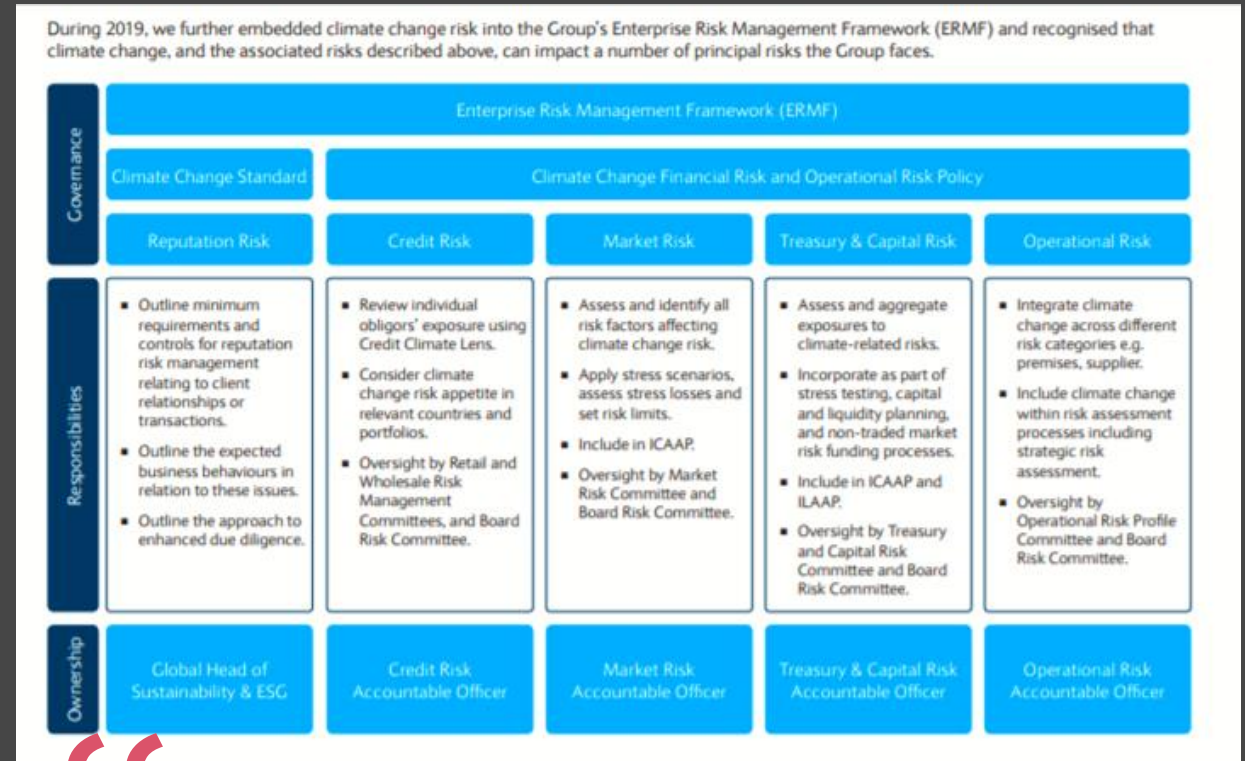 During 2019, we further embedded climate change risk into the Group's Enterprise Risk Management Framework (ERMF) and recognised that
climate change, and the associated risks described above, can impact a number of principal risks the Group faces.
Governance
Enterprise Risk Management Framework (ERMF)
Climate Change Standard
Climate Change Financial Risk and Operational Risk Policy
Reputation Risk
Credit Risk
Market Risk
Treasury & Capital Risk
Operational Risk
Responsibilities
▪ Outline minimum
requirements and
controls for reputation
risk management
relating to client
relationships or
transactions.
▪ Outline the expected
business behaviours in
relation to these issues.
▪ Outline the approach to
enhanced due diligence.
▪ Review individual
obligors' exposure using
Credit Climate Lens.
▪ Consider climate
change risk appetite in
relevant countries and
portfolios.
▪ Oversight by Retail and
Wholesale Risk
Management
Committees, and Board
Risk Committee.
▪ Assess and identify all
risk factors affecting
climate change risk.
▪ Apply stress scenarios,
assess stress losses and
set risk limits.
▪ Include in ICAAP.
▪ Oversight by Market
Risk Committee and
Board Risk Committee.
▪ Assess and aggregate
exposures to
climate-related risks.
▪ Incorporate as part of
stress testing, capital
and liquidity planning,
and non-traded market
risk funding processes.
▪ Include in ICAAP and
ILAAP.
▪ Oversight by Treasury
and Capital Risk
Committee and Board
Risk Committee.
▪ Integrate climate
change across different
risk categories e.g.
premises, supplier.
▪ Include climate change
within risk assessment
processes including
strategic risk
assessment.
▪ Oversight by
Operational Risk Profile
Committee and Board
Risk Committee.
Ownership
Global Head of
Sustainability & ESG
Credit Risk
Accountable Officer
Market Risk
Accountable Officer
Treasury & Capital Risk
Accountable Officer
Operational Risk
Accountable Officer